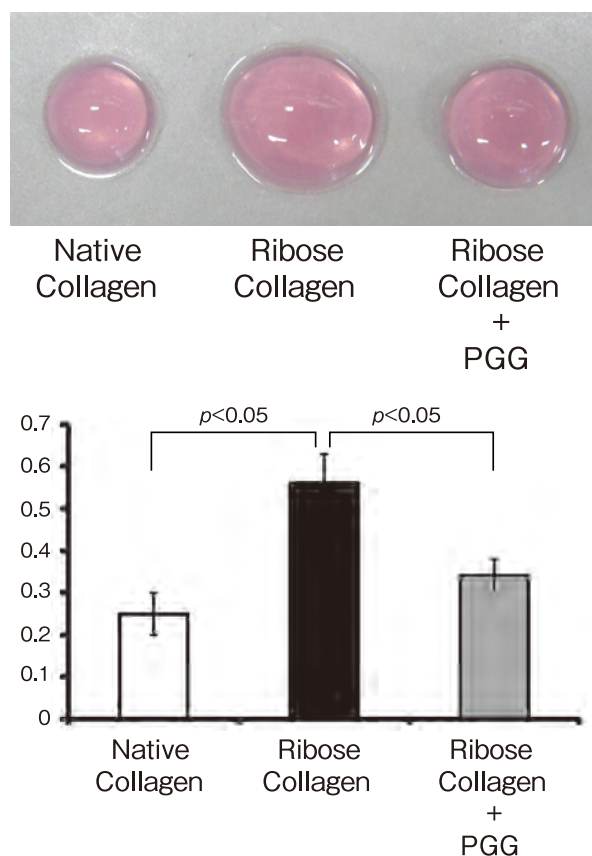 Native
Collagen
Ribose
Collagen
Ribose
Collagen
+
PGG
0.7
0.6
0.5
0.4
0.3
0.2
0.1
0
p<0.05
p<0.05
Native
Collagen
Ribose
Collagen
Ribose
Collagen
+
PGG